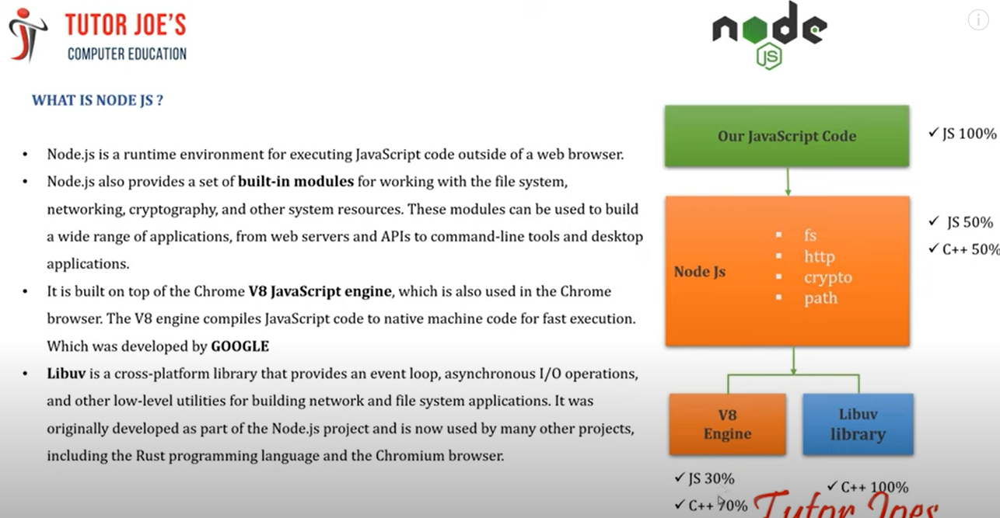 TUTOR JOE'S
COMPUTER EDUCATION
node
JS
WHAT IS NODE JS ?
• Node.js is a runtime environment for executing JavaScript code outside of a web browser.
• Node.js also provides a set of built-in modules for working with the file system,
networking, cryptography, and other system resources. These modules can be used to build
a wide range of applications, from web servers and APIs to command-line tools and desktop
applications.
• It is built on top of the Chrome V8 JavaScript engine, which is also used in the Chrome
browser. The V8 engine compiles JavaScript code to native machine code for fast execution.
Which was developed by GOOGLE
• Libuv is a cross-platform library that provides an event loop, asynchronous I/O operations,
and other low-level utilities for building network and file system applications. It was
originally developed as part of the Node.js project and is now used by many other projects,
including the Rust programming language and the Chromium browser.
Our JavaScript Code
✓ JS 100%
Node Js
▪ fs
▪ http
▪ crypto
▪ path
✓ JS 50%
✓ C++ 50%
V8
Engine
Libuv
library
✓ JS 30%
✓ C++ 70%
✓ C++ 100%
Tutor Joes